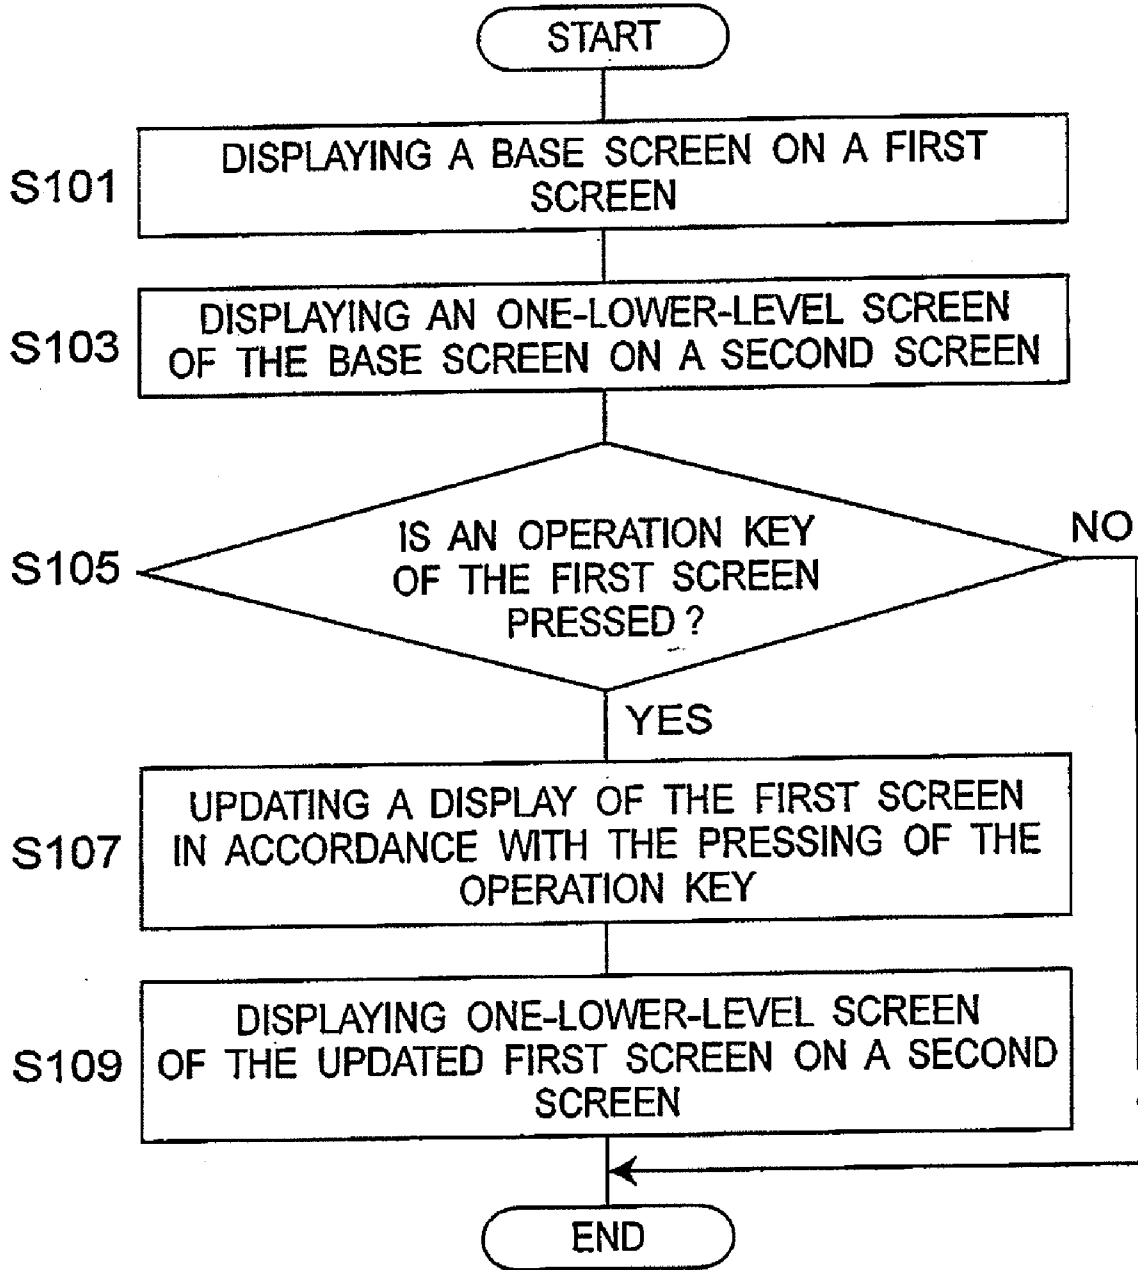 START
S101
DISPLAYING A BASE SCREEN ON A FIRST
SCREEN
S103
DISPLAYING AN ONE-LOWER-LEVEL SCREEN
OF THE BASE SCREEN ON A SECOND SCREEN
S105
IS AN OPERATION KEY
OF THE FIRST SCREEN
PRESSED ?
NO
YES
S107
UPDATING A DISPLAY OF THE FIRST SCREEN
IN ACCORDANCE WITH THE PRESSING OF THE
OPERATION KEY
S109
DISPLAYING ONE-LOWER-LEVEL SCREEN
OF THE UPDATED FIRST SCREEN ON A SECOND
SCREEN
END